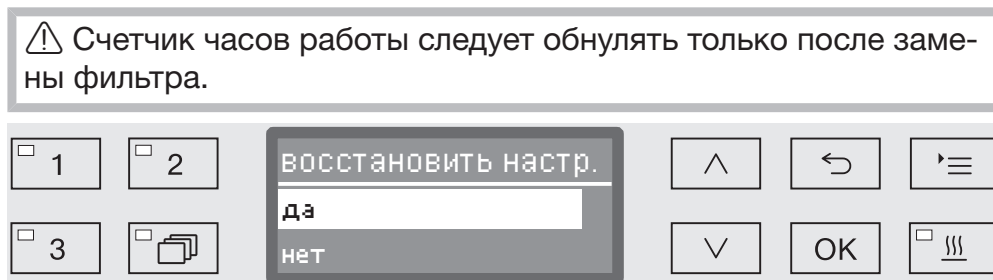 Счетчик часов работы следует обнулять только после заме-
ны фильтра.
1
2
восстановить настр.
да
3
нет
OK